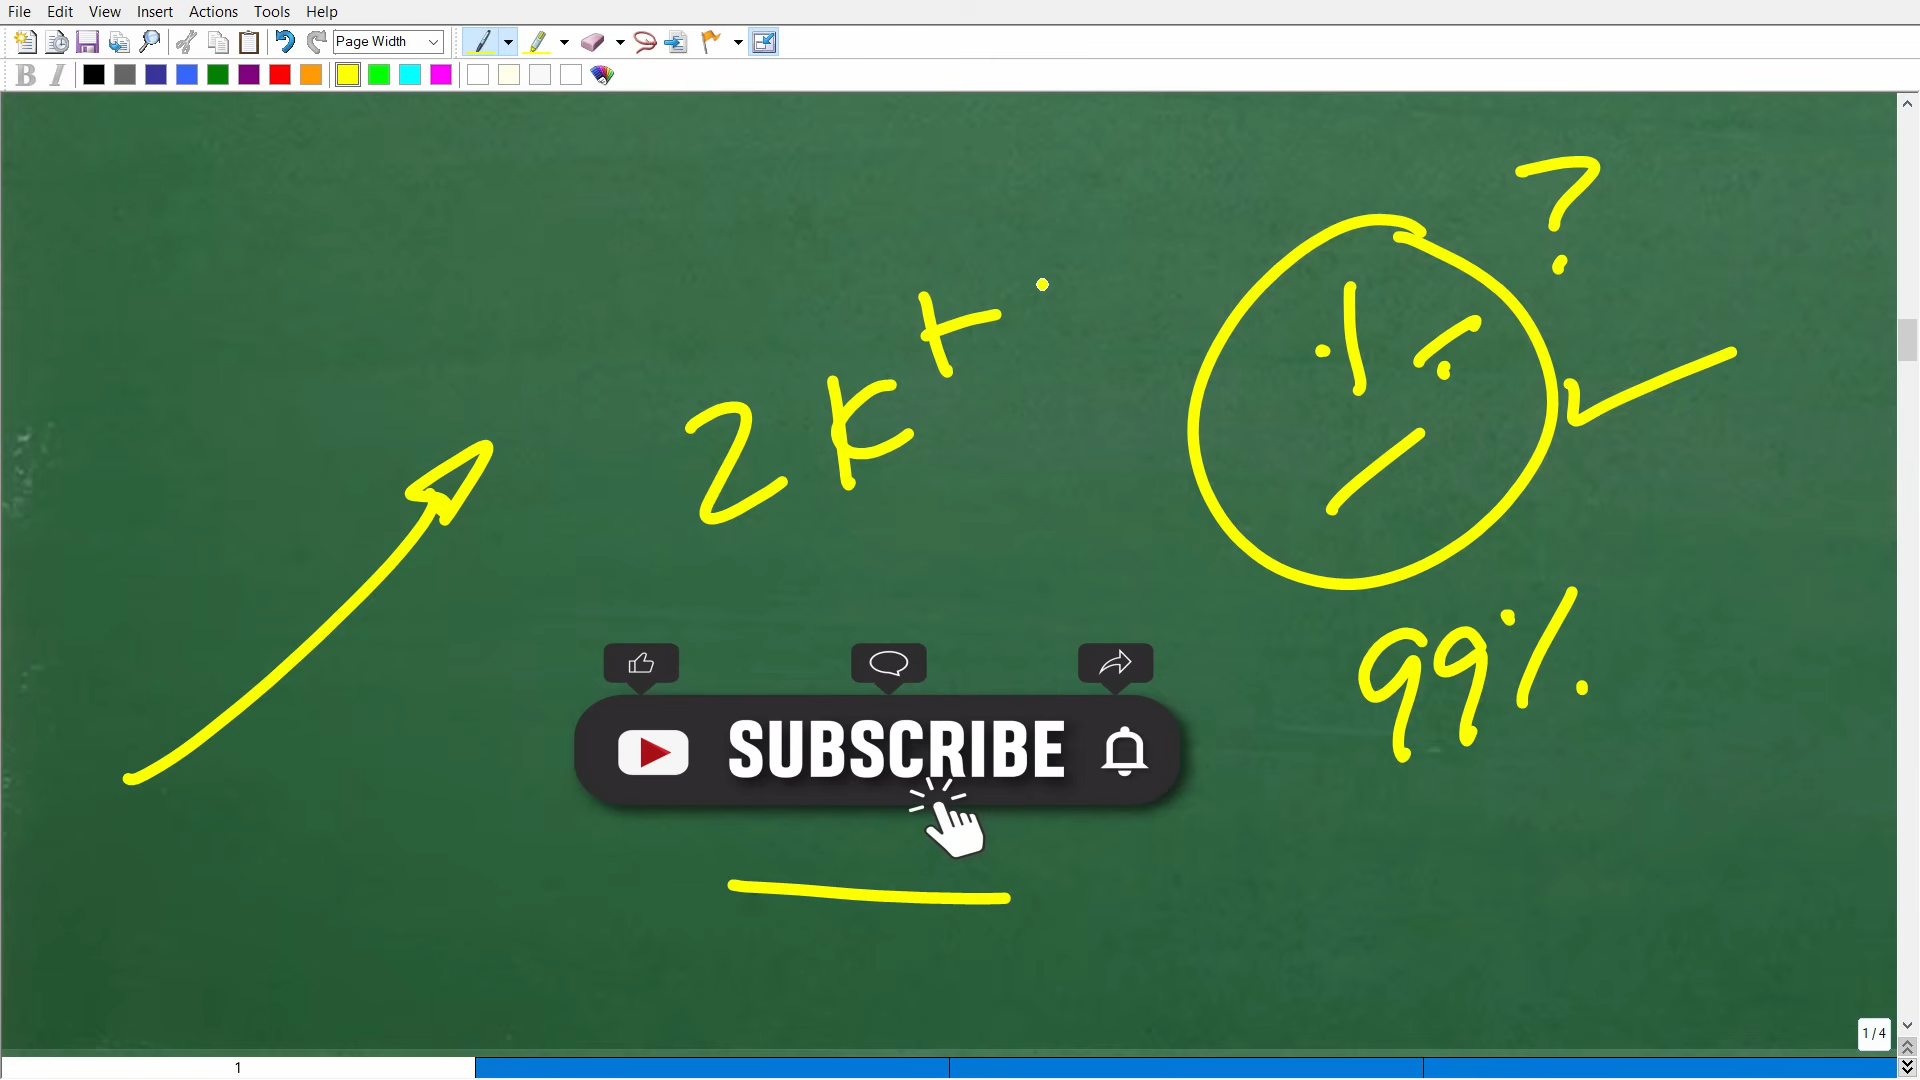 File Edit View Insert Actions Tools Help
Page Width
B I
?
2K+
99%
SUBSCRIBE
1 / 4
1